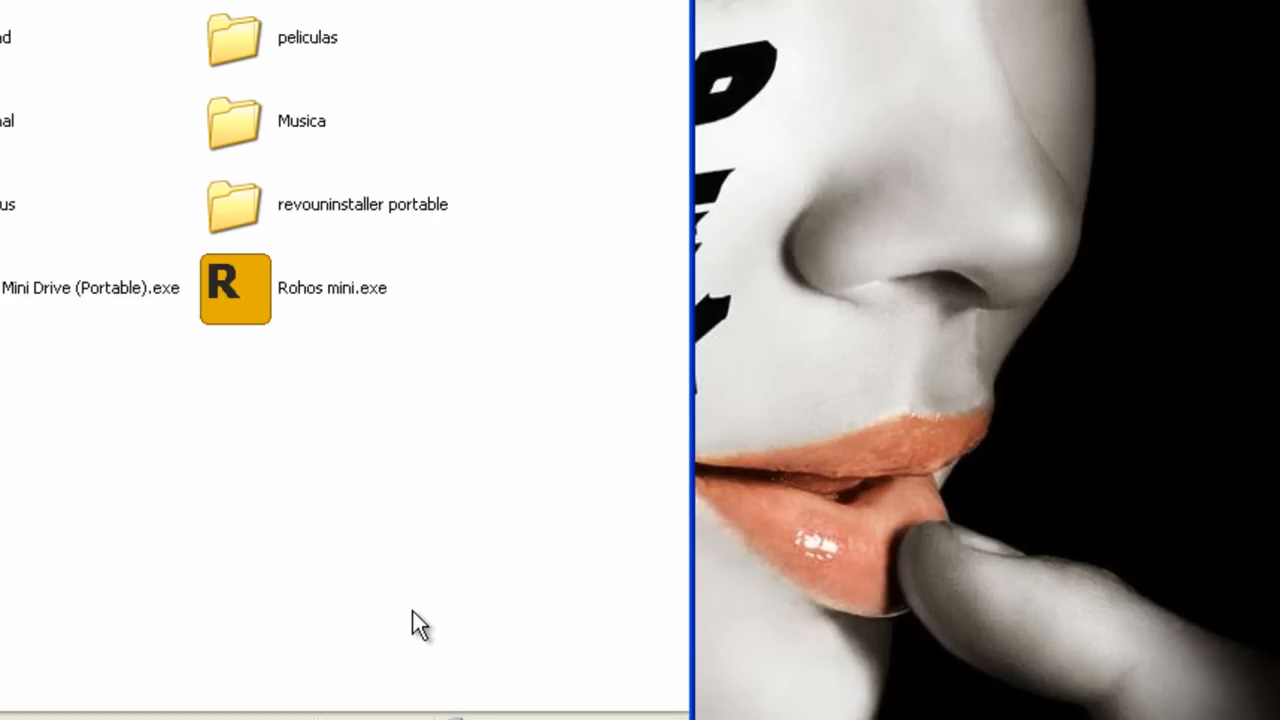 peliculas
Musica
revouninstaller portable
Mini Drive (Portable).exe
R
Rohos mini.exe